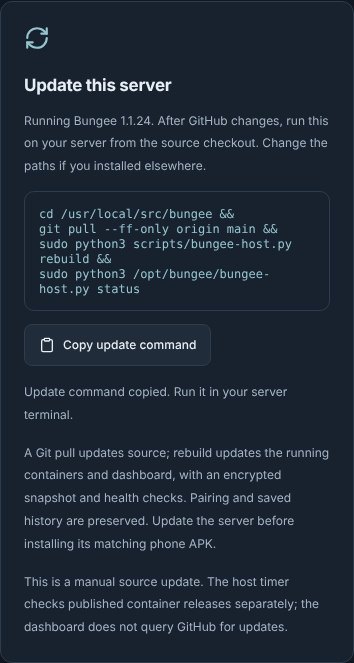 Update this server
Running Bungee 1.1.24. After GitHub changes, run this
on your server from the source checkout. Change the
paths if you installed elsewhere.
cd /usr/local/src/bungee &&
git pull --ff-only origin main &&
sudo python3 scripts/bungee-host.py
rebuild &&
sudo python3 /opt/bungee/bungee-
host.py status
Copy update command
Update command copied. Run it in your server
terminal.
A Git pull updates source; rebuild updates the running
containers and dashboard, with an encrypted
snapshot and health checks. Pairing and saved
history are preserved. Update the server before
installing its matching phone APK.
This is a manual source update. The host timer
checks published container releases separately; the
dashboard does not query GitHub for updates.